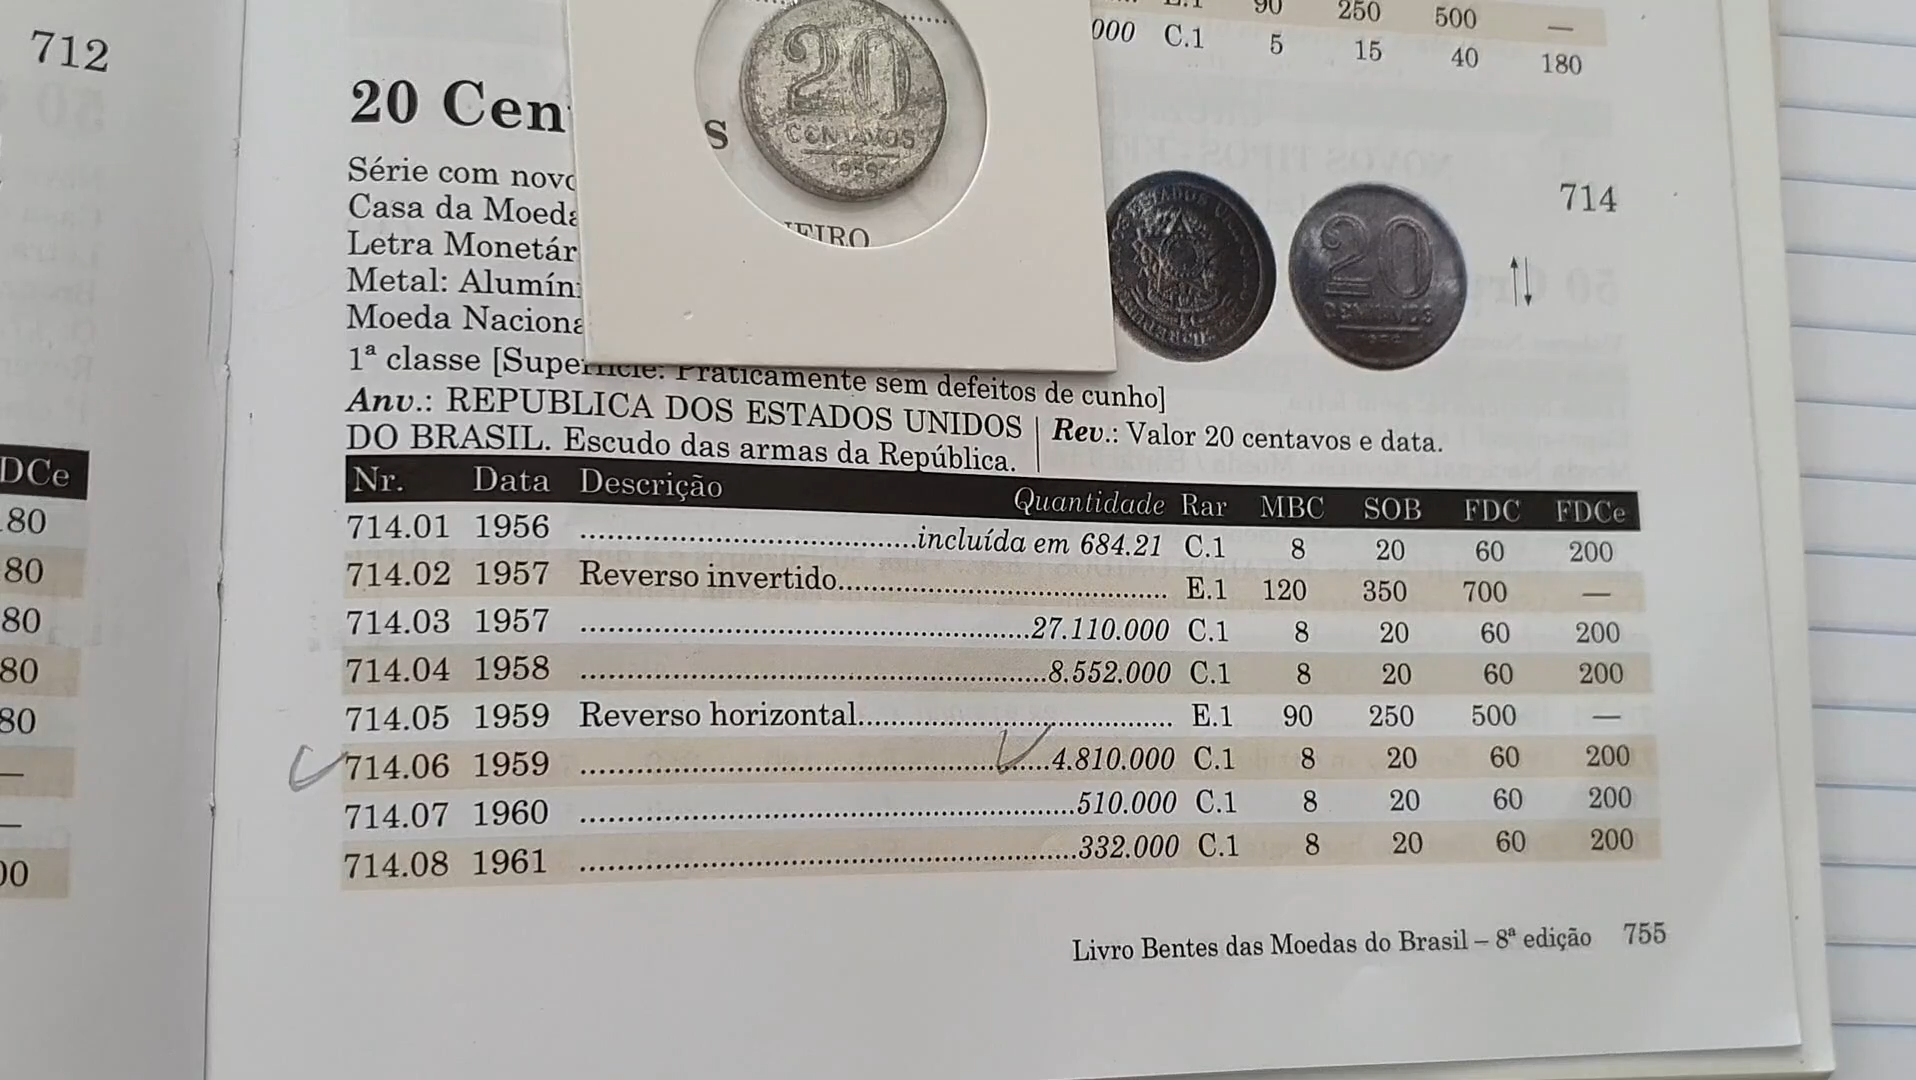 712
90 250 500 —
000 C.1 5 15 40 180
20 Cen
20
CENTAVOS
1959
S
EIRO
Série com novo
Casa da Moeda
Letra Monetár
Metal: Alumín
Moeda Naciona
714
20
CENTAVOS
1ª classe [Superfície: Praticamente sem defeitos de cunho]
Anv.: REPUBLICA DOS ESTADOS UNIDOS
DO BRASIL. Escudo das armas da República.
Rev.: Valor 20 centavos e data.
Nr. Data Descrição Quantidade Rar MBC SOB FDC FDCe
714.01 1956 ..........incluída em 684.21 C.1 8 20 60 200
714.02 1957 Reverso invertido.......... E.1 120 350 700 —
714.03 1957 ..........27.110.000 C.1 8 20 60 200
714.04 1958 ..........8.552.000 C.1 8 20 60 200
714.05 1959 Reverso horizontal.......... E.1 90 250 500 —
714.06 1959 ..........4.810.000 C.1 8 20 60 200
714.07 1960 ..........510.000 C.1 8 20 60 200
714.08 1961 ..........332.000 C.1 8 20 60 200
Livro Bentes das Moedas do Brasil – 8ª edição 755
DCe
80
80
80
80
80
—
—
00